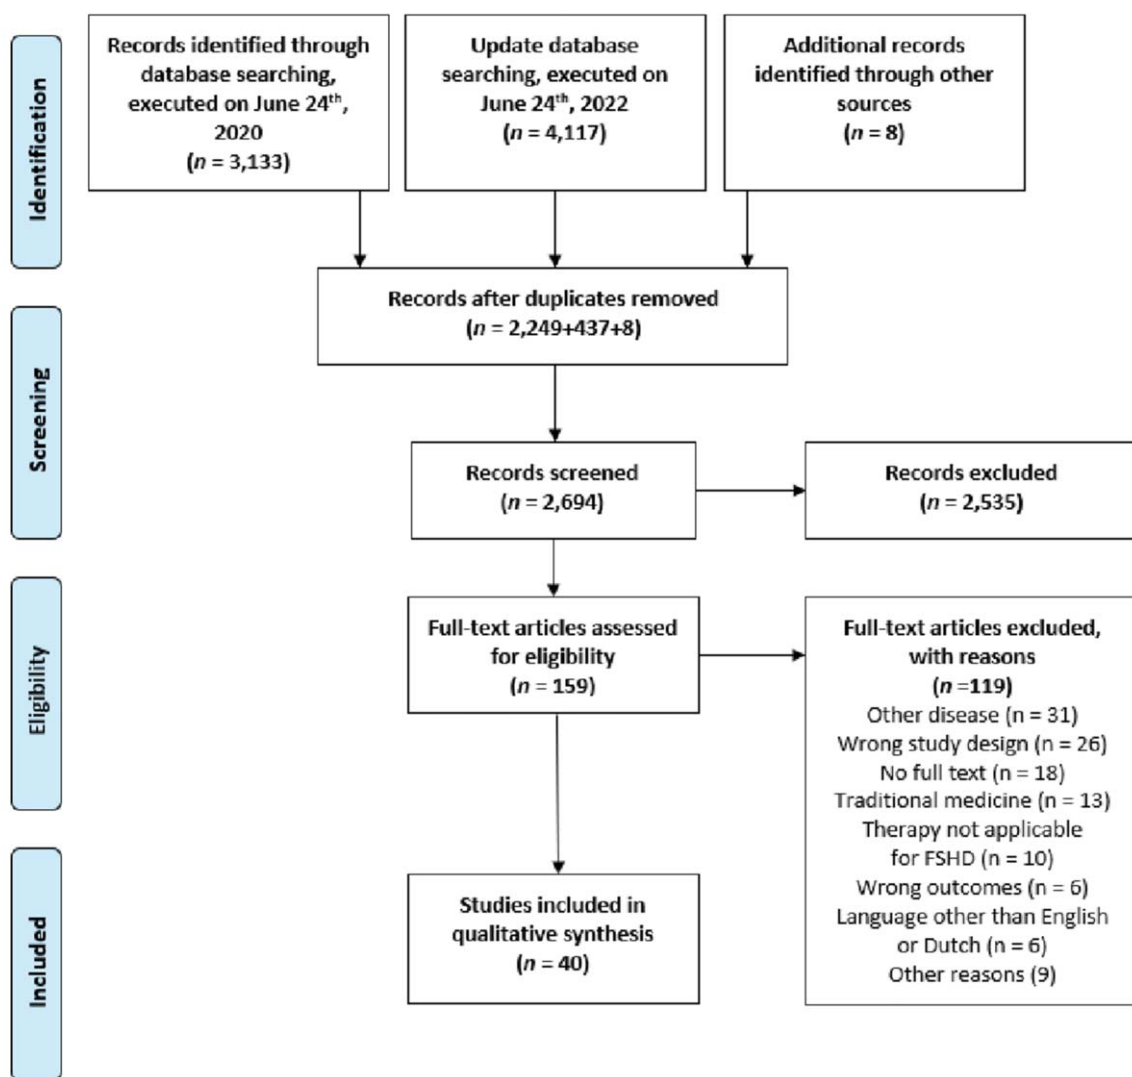 Identification
Records identified through
database searching,
executed on June 24th,
2020
(n = 3,133)
Update database
searching, executed on
June 24th, 2022
(n = 4,117)
Additional records
identified through other
sources
(n = 8)
Records after duplicates removed
(n = 2,249+437+8)
Screening
Records screened
(n = 2,694)
Records excluded
(n = 2,535)
Eligibility
Full-text articles assessed
for eligibility
(n = 159)
Full-text articles excluded,
with reasons
(n =119)
Other disease (n = 31)
Wrong study design (n = 26)
No full text (n = 18)
Traditional medicine (n = 13)
Therapy not applicable
for FSHD (n = 10)
Wrong outcomes (n = 6)
Language other than English
or Dutch (n = 6)
Other reasons (9)
Included
Studies included in
qualitative synthesis
(n = 40)